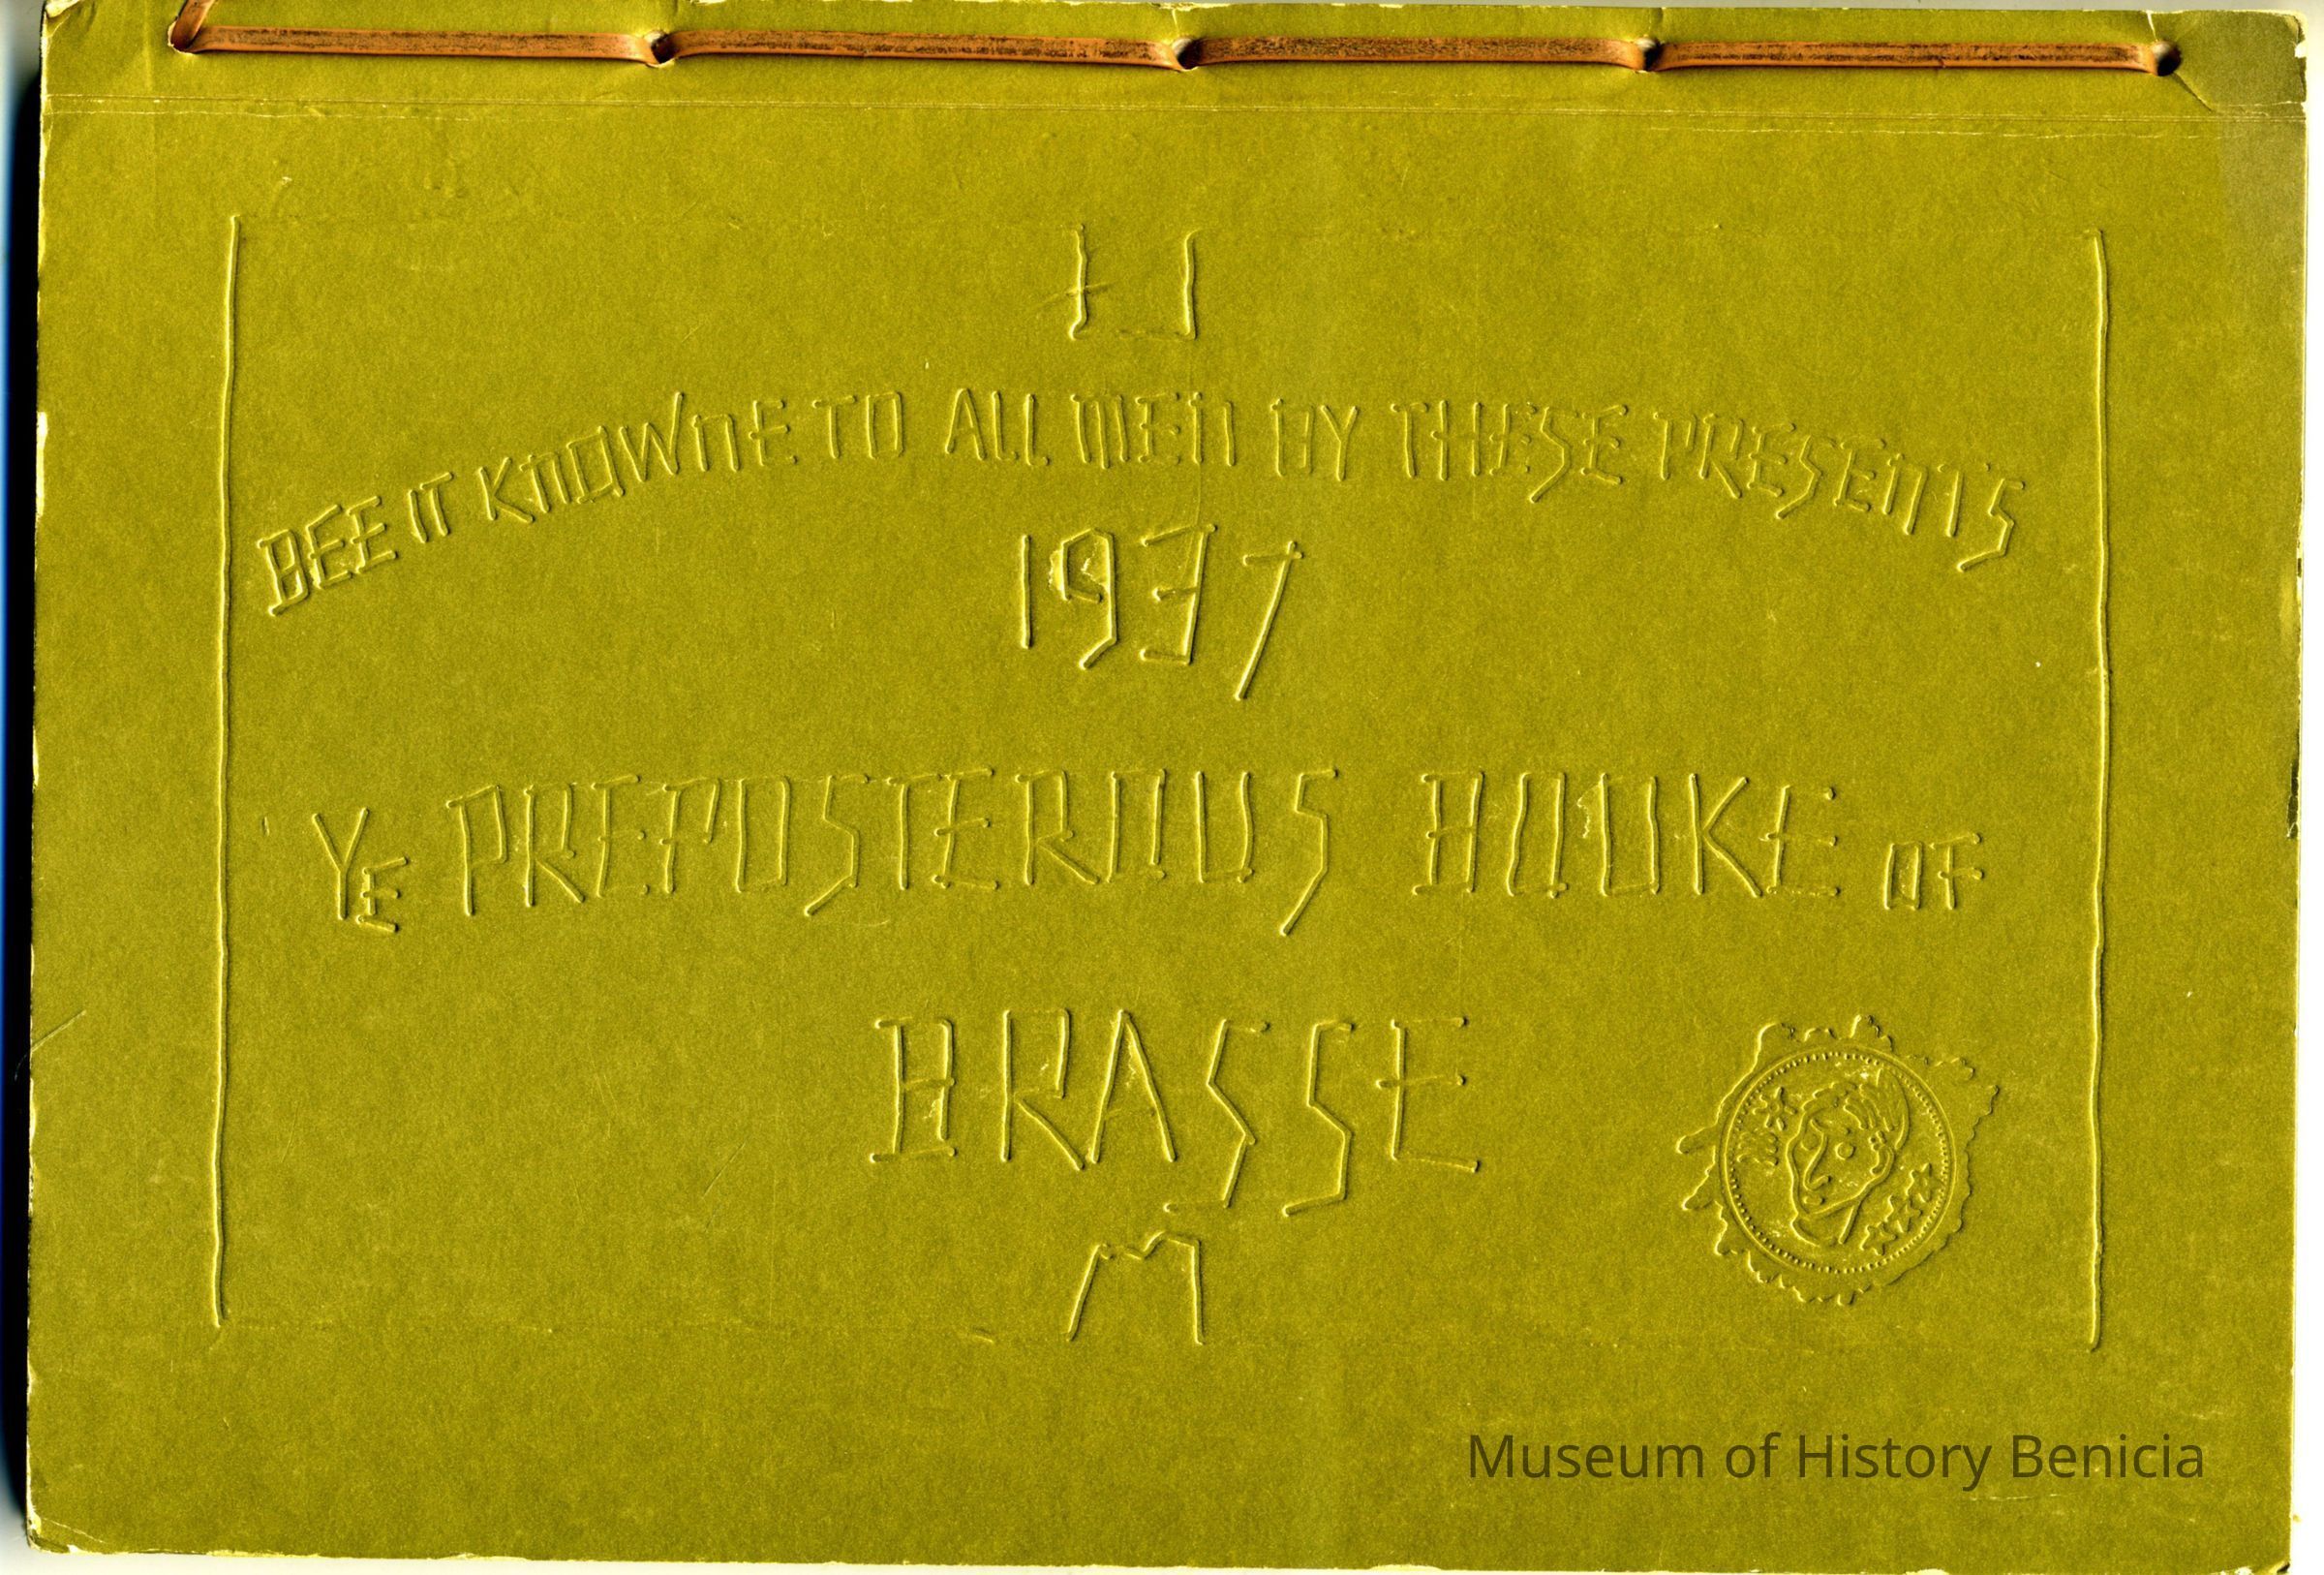 BEE IT KNOWNE TO ALL MEN BY THESE PRESENTS
1937
YE PREPOSTEROUS BOOKE OF
BRASSE
Museum of History Benicia